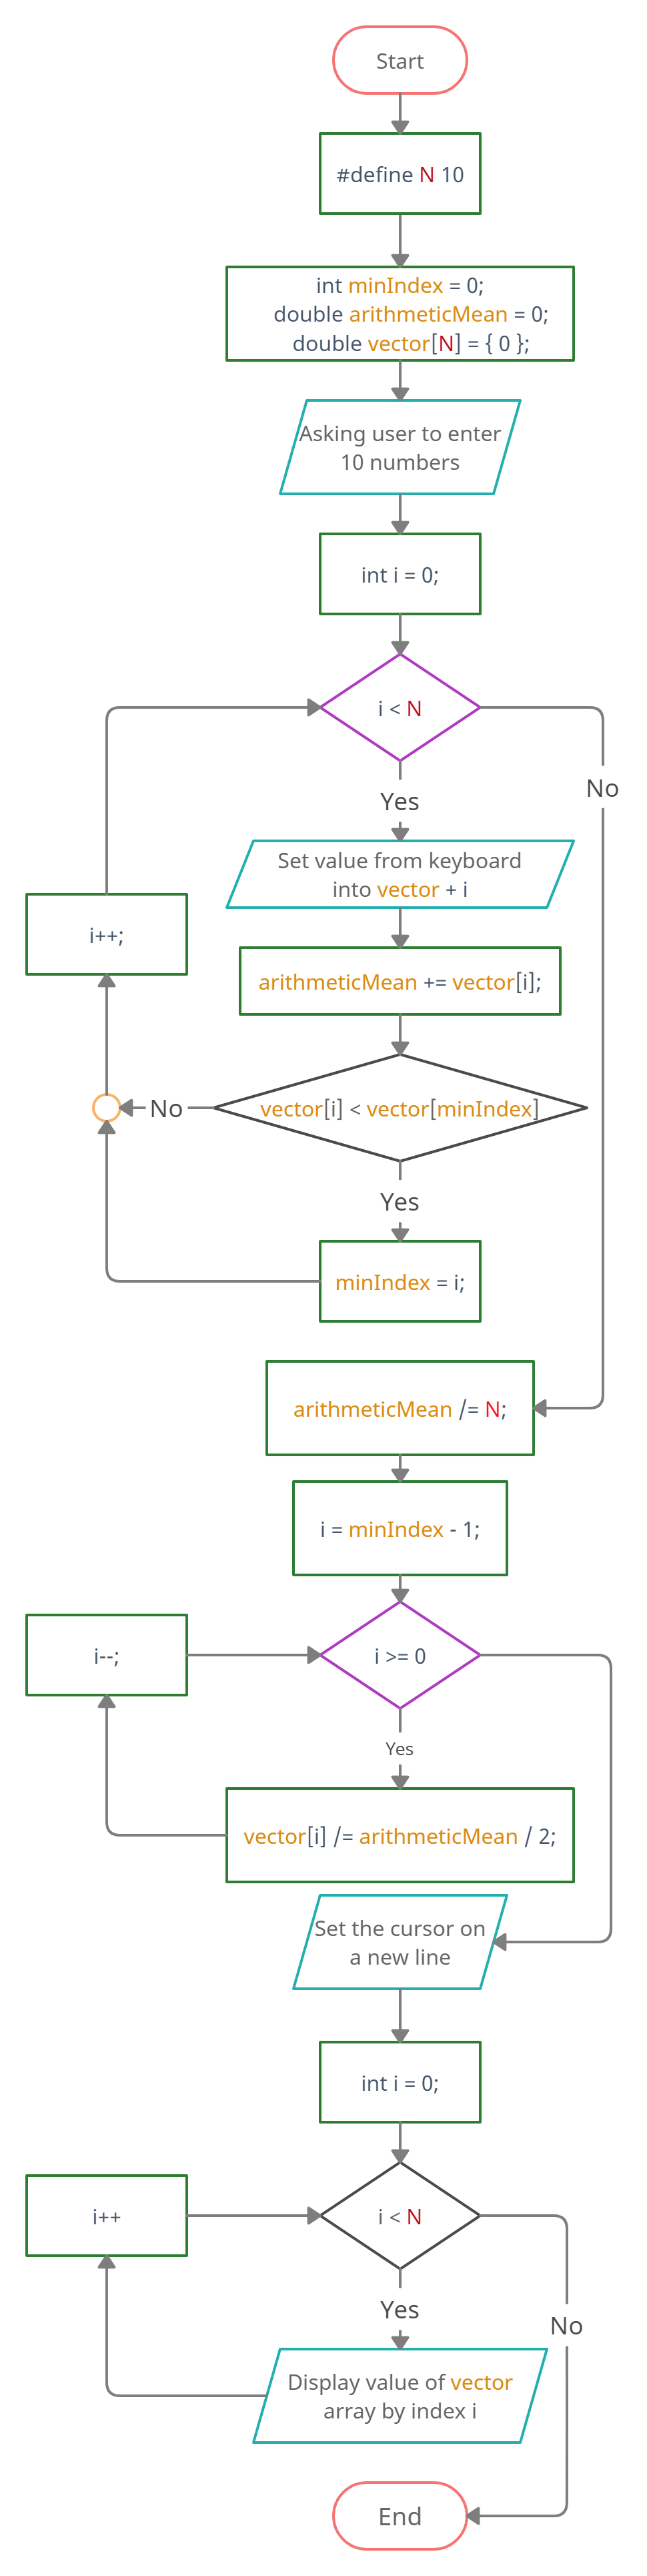 Start
#define N 10
int minIndex = 0;
double arithmeticMean = 0;
double vector[N] = { 0 };
Asking user to enter
10 numbers
int i = 0;
i < N
No
Yes
Set value from keyboard
into vector + i
i++;
arithmeticMean += vector[i];
No
vector[i] < vector[minIndex]
Yes
minIndex = i;
arithmeticMean /= N;
i = minIndex - 1;
i--;
i >= 0
Yes
vector[i] /= arithmeticMean / 2;
Set the cursor on
a new line
int i = 0;
i++
i < N
Yes
No
Display value of vector
array by index i
End